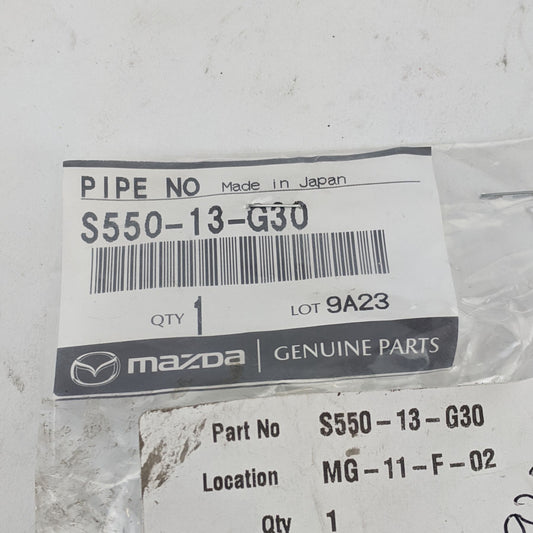 PIPE NO Made in Japan
S550-13-G30
QTY 1 LOT 9A23
mazda GENUINE PARTS
Part No S550-13-G30
Location MG-11-F-02
Qty 1